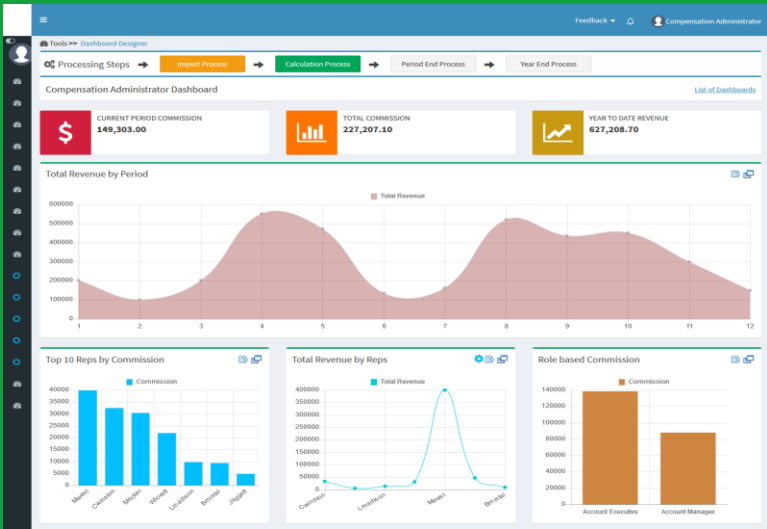 Feedback
Compensation Administrator
Tools >> Dashboard Designer
Processing Steps
Import Process
Calculation Process
Period End Process
Year End Process
Compensation Administrator Dashboard
List of Dashboards
CURRENT PERIOD COMMISSION
149,303.00
TOTAL COMMISSION
227,207.10
YEAR TO DATE REVENUE
627,208.70
Total Revenue by Period
Total Revenue
600000
500000
400000
300000
200000
100000
0
1 2 3 4 5 6 7 8 9 10 11 12
Top 10 Reps by Commission
Commission
40000
35000
30000
25000
20000
15000
10000
5000
0
Cwinston
Lmadison
Bmistel
Total Revenue by Reps
Total Revenue
400000
350000
300000
250000
200000
150000
100000
50000
0
Cwinston
Lmadison
Role based Commission
Commission
140000
120000
100000
80000
60000
40000
20000
0
Account Executive Account Manager